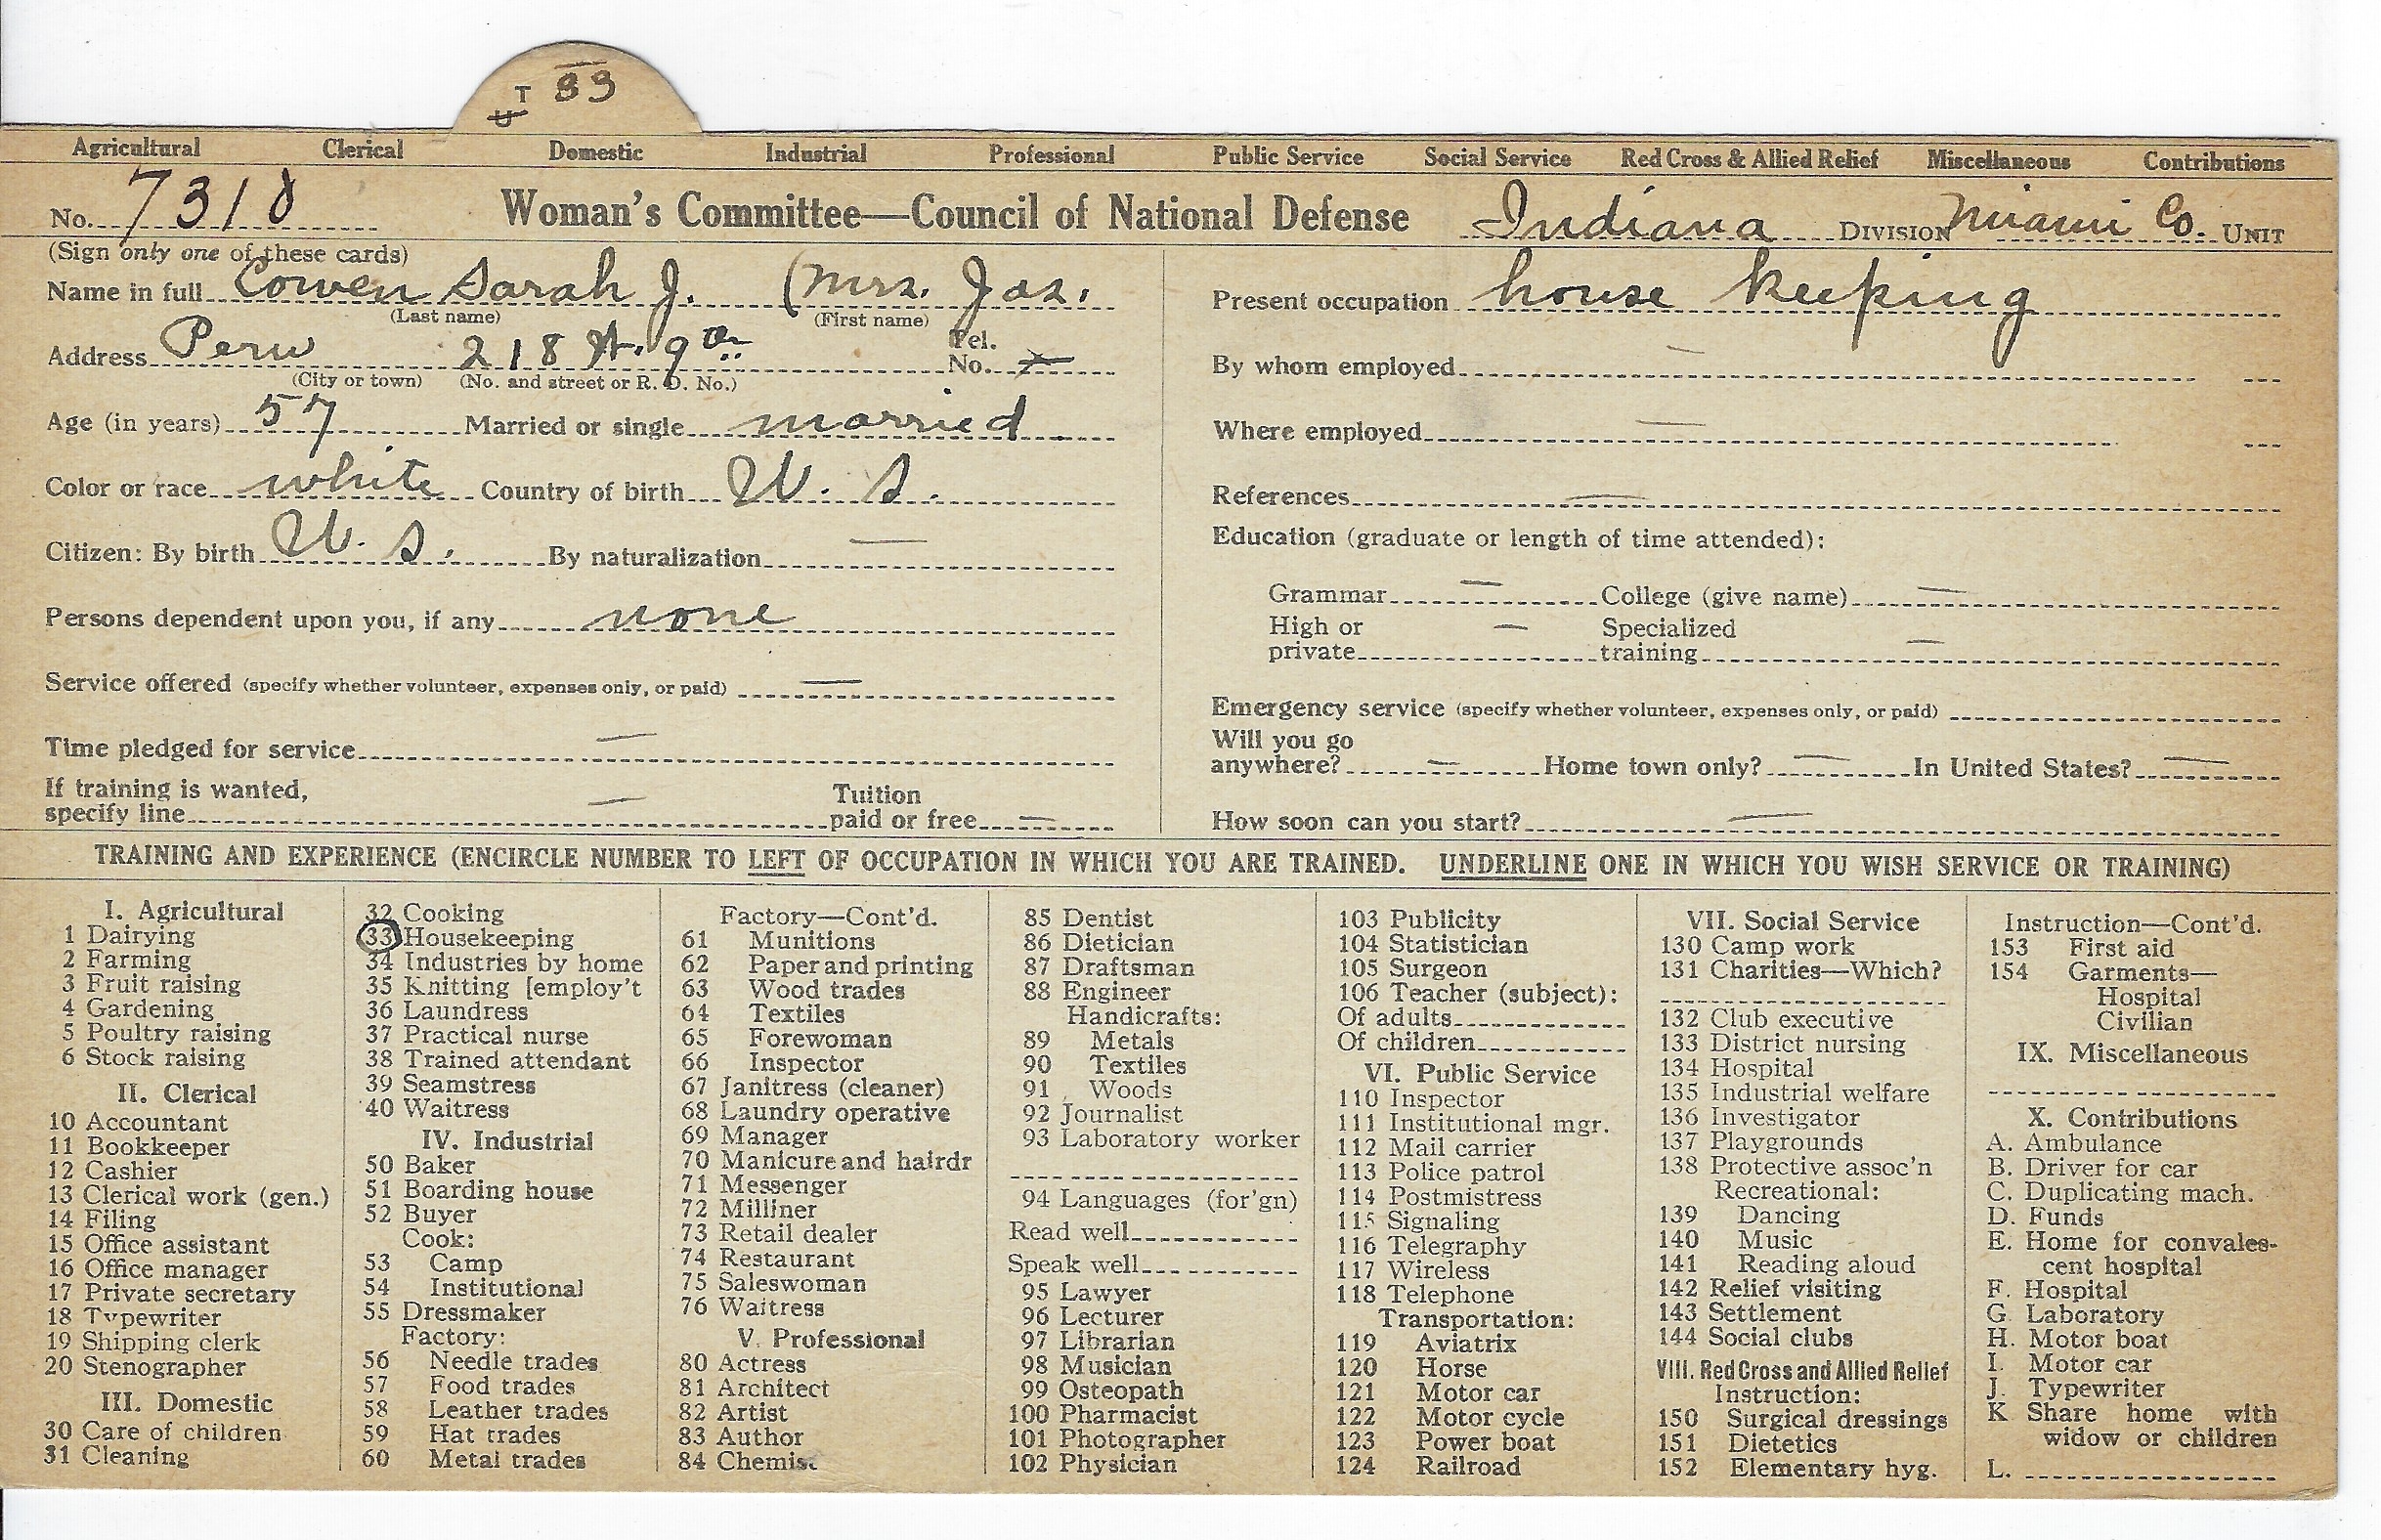 T 33
U
Agricultural Clerical Domestic Industrial Professional Public Service Social Service Red Cross & Allied Relief Miscellaneous Contributions
No. 7318 Woman's Committee—Council of National Defense Indiana DIVISION Miami Co. UNIT
(Sign only one of these cards)
Name in full Cowen Sarah J. (Mrs. Jas.
(Last name) (First name)
Address Peru 218 W. 9th Tel. No.
(City or town) (No. and street or R. D. No.)
Age (in years) 57 Married or single married
Color or race white Country of birth U. S.
Citizen: By birth U. S. By naturalization —
Persons dependent upon you, if any none
Service offered (specify whether volunteer, expenses only, or paid) —
Time pledged for service —
If training is wanted,
specify line — Tuition paid or free —
Present occupation house keeping
By whom employed —
Where employed —
References —
Education (graduate or length of time attended):
Grammar — College (give name) —
High or private — Specialized training —
Emergency service (specify whether volunteer, expenses only, or paid)
Will you go
anywhere? — Home town only? — In United States? —
How soon can you start? —
TRAINING AND EXPERIENCE (ENCIRCLE NUMBER TO LEFT OF OCCUPATION IN WHICH YOU ARE TRAINED. UNDERLINE ONE IN WHICH YOU WISH SERVICE OR TRAINING)
I. Agricultural
1 Dairying
2 Farming
3 Fruit raising
4 Gardening
5 Poultry raising
6 Stock raising
II. Clerical
10 Accountant
11 Bookkeeper
12 Cashier
13 Clerical work (gen.)
14 Filing
15 Office assistant
16 Office manager
17 Private secretary
18 Typewriter
19 Shipping clerk
20 Stenographer
III. Domestic
30 Care of children
31 Cleaning
32 Cooking
33 Housekeeping
34 Industries by home
35 Knitting [employ't
36 Laundress
37 Practical nurse
38 Trained attendant
39 Seamstress
40 Waitress
IV. Industrial
50 Baker
51 Boarding house
52 Buyer
Cook:
53 Camp
54 Institutional
55 Dressmaker
Factory:
56 Needle trades
57 Food trades
58 Leather trades
59 Hat trades
60 Metal trades
Factory—Cont'd.
61 Munitions
62 Paper and printing
63 Wood trades
64 Textiles
65 Forewoman
66 Inspector
67 Janitress (cleaner)
68 Laundry operative
69 Manager
70 Manicure and hairdr
71 Messenger
72 Milliner
73 Retail dealer
74 Restaurant
75 Saleswoman
76 Waitress
V. Professional
80 Actress
81 Architect
82 Artist
83 Author
84 Chemist
85 Dentist
86 Dietician
87 Draftsman
88 Engineer
Handicrafts:
89 Metals
90 Textiles
91 Woods
92 Journalist
93 Laboratory worker
94 Languages (for'gn)
Read well
Speak well
95 Lawyer
96 Lecturer
97 Librarian
98 Musician
99 Osteopath
100 Pharmacist
101 Photographer
102 Physician
103 Publicity
104 Statistician
105 Surgeon
106 Teacher (subject):
Of adults
Of children
VI. Public Service
110 Inspector
111 Institutional mgr.
112 Mail carrier
113 Police patrol
114 Postmistress
115 Signaling
116 Telegraphy
117 Wireless
118 Telephone
Transportation:
119 Aviatrix
120 Horse
121 Motor car
122 Motor cycle
123 Power boat
124 Railroad
VII. Social Service
130 Camp work
131 Charities—Which?
132 Club executive
133 District nursing
134 Hospital
135 Industrial welfare
136 Investigator
137 Playgrounds
138 Protective assoc'n
Recreational:
139 Dancing
140 Music
141 Reading aloud
142 Relief visiting
143 Settlement
144 Social clubs
VIII. Red Cross and Allied Relief
Instruction:
150 Surgical dressings
151 Dietetics
152 Elementary hyg.
Instruction—Cont'd.
153 First aid
154 Garments—
Hospital
Civilian
IX. Miscellaneous
X. Contributions
A. Ambulance
B. Driver for car
C. Duplicating mach.
D. Funds
E. Home for convales-
cent hospital
F. Hospital
G. Laboratory
H. Motor boat
I. Motor car
J. Typewriter
K Share home with
widow or children
L.